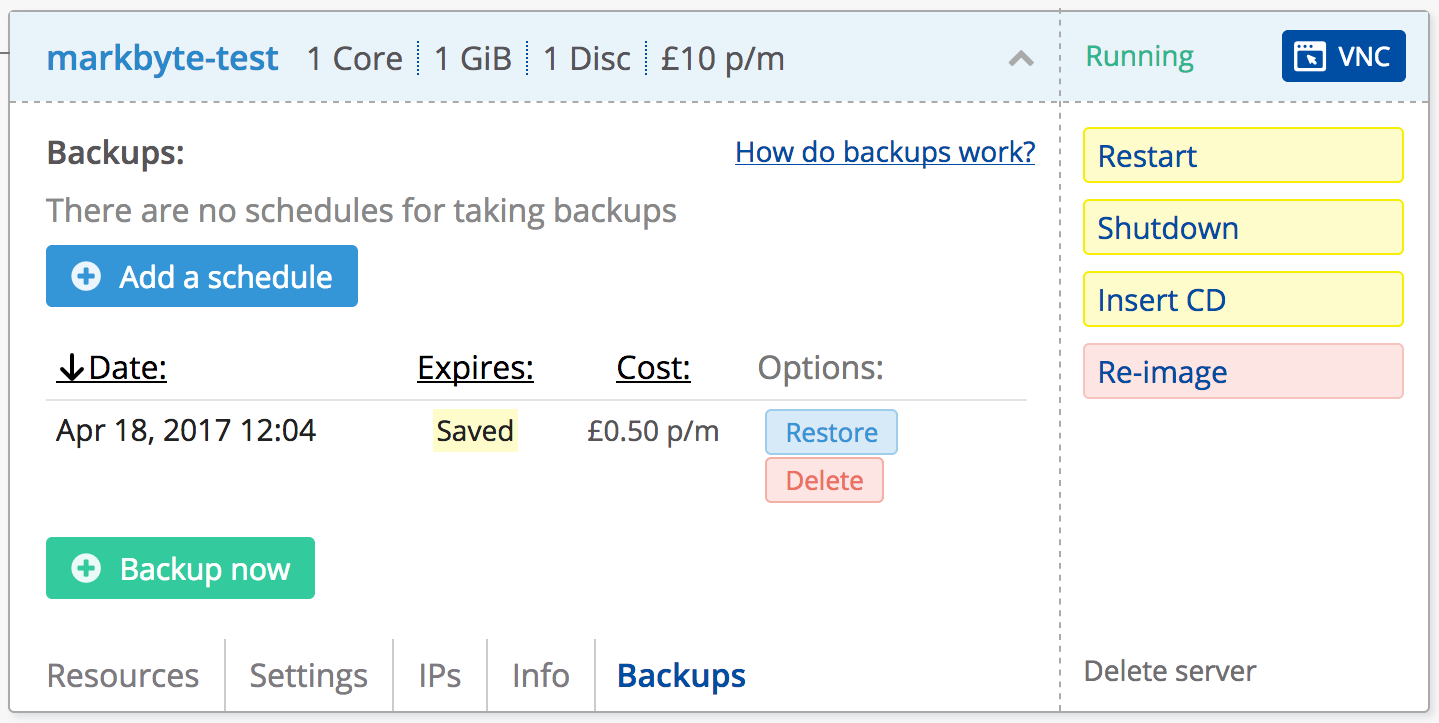 markbyte-test 1 Core 1 GiB 1 Disc £10 p/m
Running
VNC
Backups:
How do backups work?
There are no schedules for taking backups
Add a schedule
Date: Expires: Cost: Options:
Apr 18, 2017 12:04 Saved £0.50 p/m Restore
Delete
Backup now
Resources Settings IPs Info Backups
Restart
Shutdown
Insert CD
Re-image
Delete server